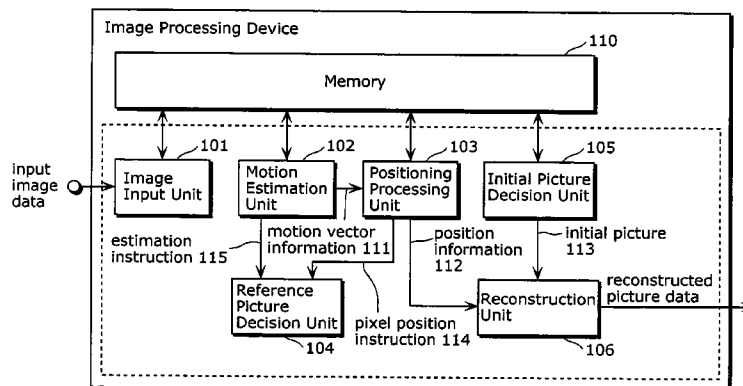 Image Processing Device
110
Memory
101
102
103
105
input
image
data
Image
Input Unit
Motion
Estimation
Unit
Positioning
Processing
Unit
Initial Picture
Decision Unit
estimation
instruction 115
motion vector
information 111
position
information
112
initial picture
113
Reference
Picture
Decision Unit
104
pixel position
instruction 114
Reconstruction
Unit
106
reconstructed
picture data